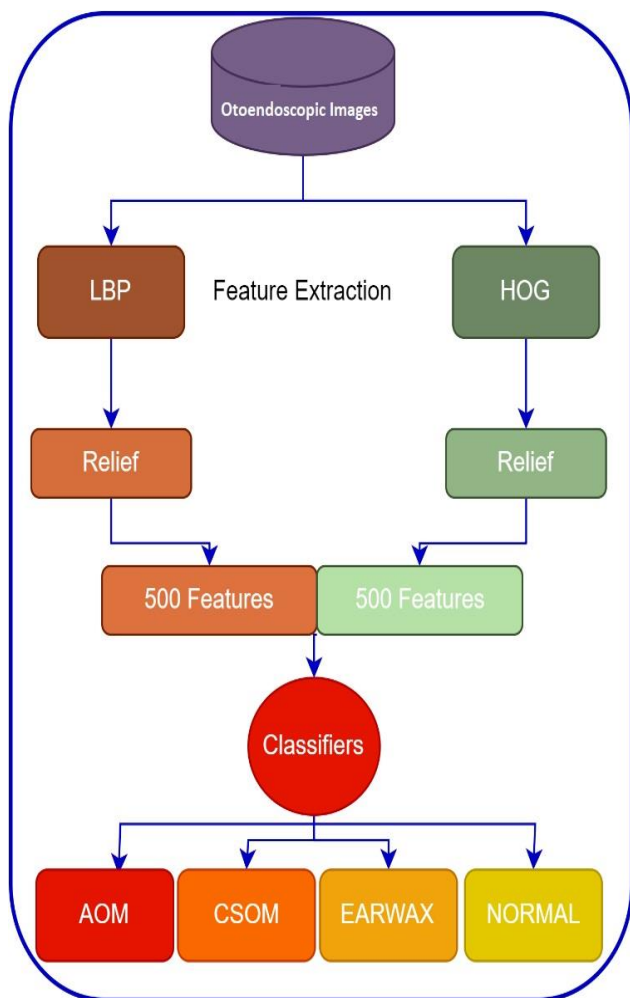 Otoendoscopic Images
LBP
Feature Extraction
HOG
Relief
Relief
500 Features
500 Features
Classifiers
AOM
CSOM
EARWAX
NORMAL